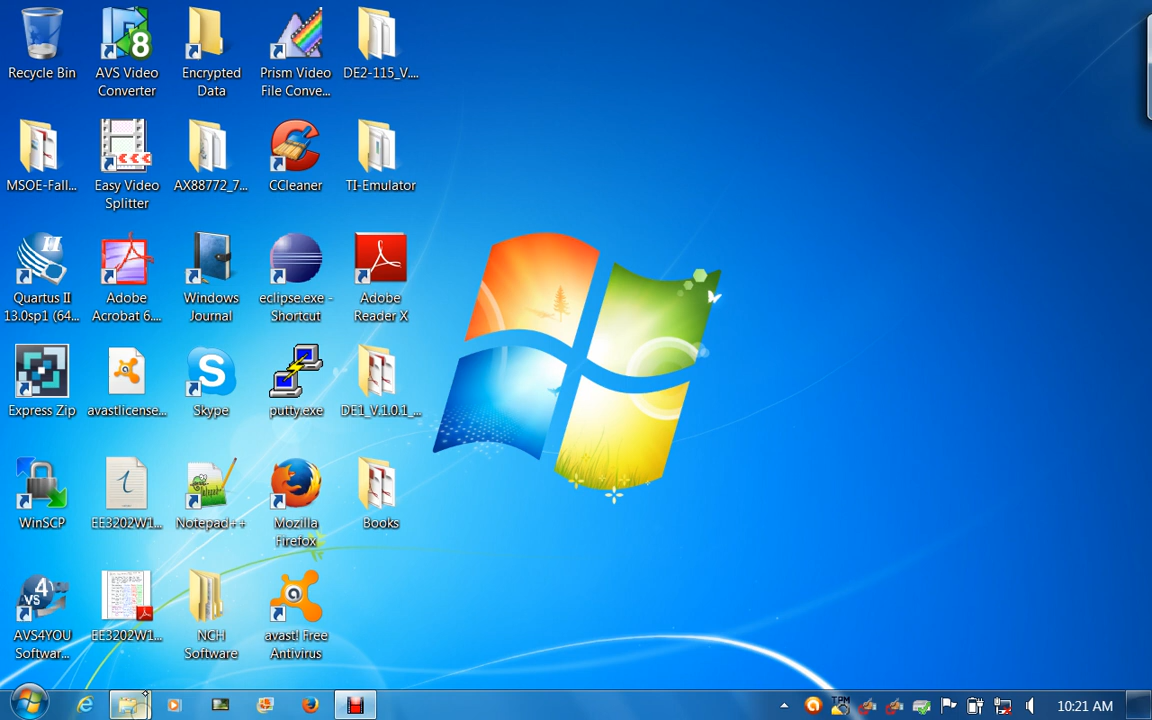 Recycle Bin
AVS Video
Converter
Encrypted
Data
Prism Video
File Conve...
DE2-115_V....
MSOE-Fall...
Easy Video
Splitter
AX88772_7...
CCleaner
TI-Emulator
Quartus II
13.0sp1 (64...
Adobe
Acrobat 6....
Windows
Journal
eclipse.exe -
Shortcut
Adobe
Reader X
Express Zip
avastlicense...
Skype
putty.exe
DE1_V.1.0.1_...
WinSCP
EE3202W1...
Notepad++
Mozilla
Firefox
Books
AVS4YOU
Softwar...
EE3202W1...
NCH
Software
avast! Free
Antivirus
TPM
10:21 AM